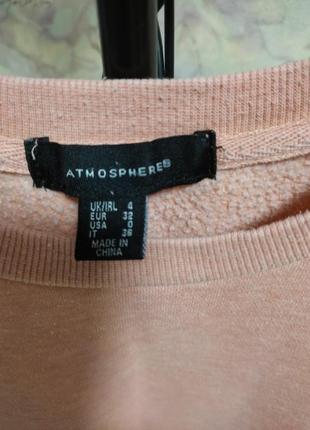 ATMOSPHERE®
UK/IRL 4
EUR 32
USA 0
IT 36
MADE IN
CHINA